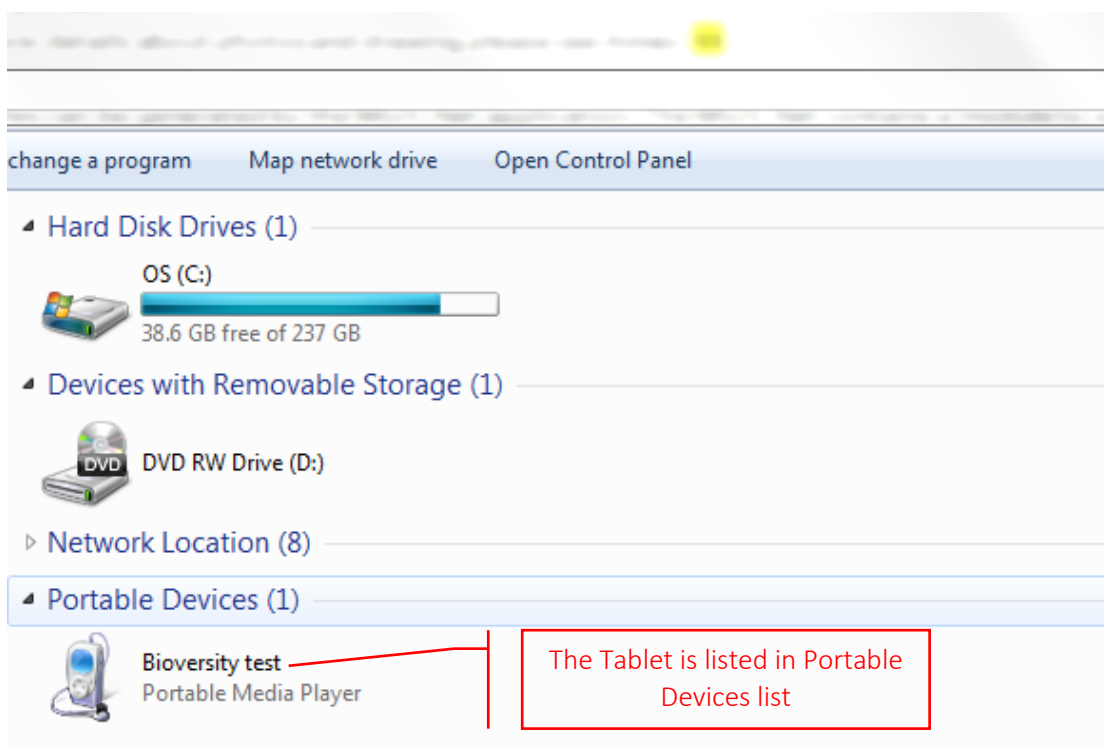 change a program Map network drive Open Control Panel
Hard Disk Drives (1)
OS (C:)
38.6 GB free of 237 GB
Devices with Removable Storage (1)
DVD
DVD RW Drive (D:)
Network Location (8)
Portable Devices (1)
Bioversity test
Portable Media Player
The Tablet is listed in Portable
Devices list